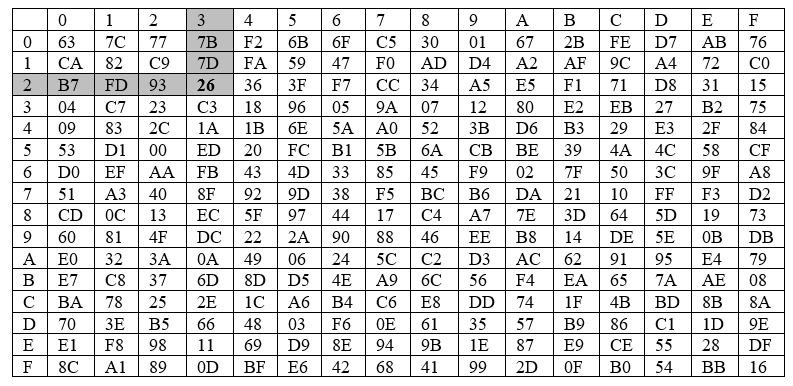 0 1 2 3 4 5 6 7 8 9 A B C D E F
0 63 7C 77 7B F2 6B 6F C5 30 01 67 2B FE D7 AB 76
1 CA 82 C9 7D FA 59 47 F0 AD D4 A2 AF 9C A4 72 C0
2 B7 FD 93 26 36 3F F7 CC 34 A5 E5 F1 71 D8 31 15
3 04 C7 23 C3 18 96 05 9A 07 12 80 E2 EB 27 B2 75
4 09 83 2C 1A 1B 6E 5A A0 52 3B D6 B3 29 E3 2F 84
5 53 D1 00 ED 20 FC B1 5B 6A CB BE 39 4A 4C 58 CF
6 D0 EF AA FB 43 4D 33 85 45 F9 02 7F 50 3C 9F A8
7 51 A3 40 8F 92 9D 38 F5 BC B6 DA 21 10 FF F3 D2
8 CD 0C 13 EC 5F 97 44 17 C4 A7 7E 3D 64 5D 19 73
9 60 81 4F DC 22 2A 90 88 46 EE B8 14 DE 5E 0B DB
A E0 32 3A 0A 49 06 24 5C C2 D3 AC 62 91 95 E4 79
B E7 C8 37 6D 8D D5 4E A9 6C 56 F4 EA 65 7A AE 08
C BA 78 25 2E 1C A6 B4 C6 E8 DD 74 1F 4B BD 8B 8A
D 70 3E B5 66 48 03 F6 0E 61 35 57 B9 86 C1 1D 9E
E E1 F8 98 11 69 D9 8E 94 9B 1E 87 E9 CE 55 28 DF
F 8C A1 89 0D BF E6 42 68 41 99 2D 0F B0 54 BB 16